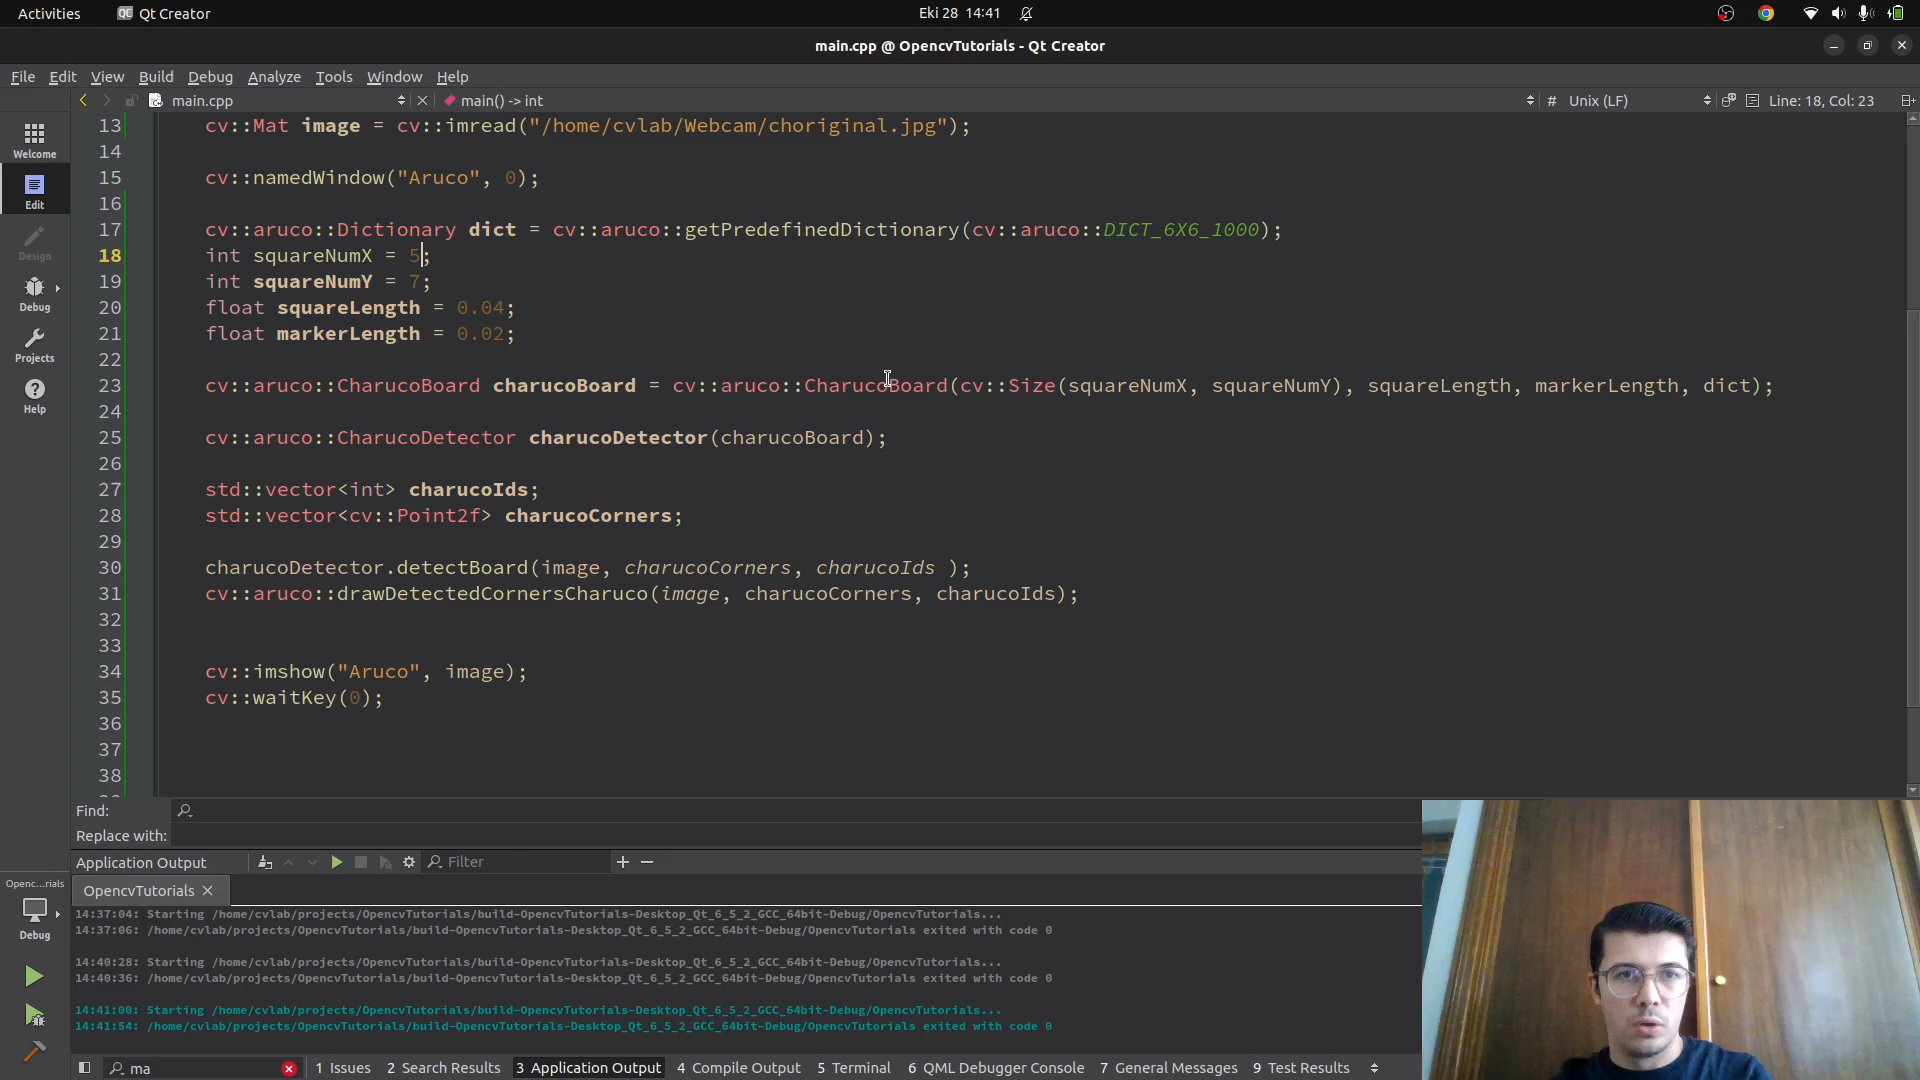 Activities
Qt Creator
Eki 28 14:41
main.cpp @ OpencvTutorials - Qt Creator
File Edit View Build Debug Analyze Tools Window Help
main.cpp
main() -> int
#
Unix (LF)
Line: 18, Col: 23
Welcome
Edit
Design
Debug
Projects
Help
13 cv::Mat image = cv::imread("/home/cvlab/Webcam/choriginal.jpg");
14
15 cv::namedWindow("Aruco", 0);
16
17 cv::aruco::Dictionary dict = cv::aruco::getPredefinedDictionary(cv::aruco::DICT_6X6_1000);
18 int squareNumX = 5;
19 int squareNumY = 7;
20 float squareLength = 0.04;
21 float markerLength = 0.02;
22
23 cv::aruco::CharucoBoard charucoBoard = cv::aruco::CharucoBoard(cv::Size(squareNumX, squareNumY), squareLength, markerLength, dict);
24
25 cv::aruco::CharucoDetector charucoDetector(charucoBoard);
26
27 std::vector<int> charucoIds;
28 std::vector<cv::Point2f> charucoCorners;
29
30 charucoDetector.detectBoard(image, charucoCorners, charucoIds );
31 cv::aruco::drawDetectedCornersCharuco(image, charucoCorners, charucoIds);
32
33
34 cv::imshow("Aruco", image);
35 cv::waitKey(0);
36
37
38
Find:
Replace with:
Application Output
Filter
Openc...rials
OpencvTutorials
Debug
14:37:04: Starting /home/cvlab/projects/OpencvTutorials/build-OpencvTutorials-Desktop_Qt_6_5_2_GCC_64bit-Debug/OpencvTutorials...
14:37:06: /home/cvlab/projects/OpencvTutorials/build-OpencvTutorials-Desktop_Qt_6_5_2_GCC_64bit-Debug/OpencvTutorials exited with code 0
14:40:28: Starting /home/cvlab/projects/OpencvTutorials/build-OpencvTutorials-Desktop_Qt_6_5_2_GCC_64bit-Debug/OpencvTutorials...
14:40:36: /home/cvlab/projects/OpencvTutorials/build-OpencvTutorials-Desktop_Qt_6_5_2_GCC_64bit-Debug/OpencvTutorials exited with code 0
14:41:00: Starting /home/cvlab/projects/OpencvTutorials/build-OpencvTutorials-Desktop_Qt_6_5_2_GCC_64bit-Debug/OpencvTutorials...
14:41:54: /home/cvlab/projects/OpencvTutorials/build-OpencvTutorials-Desktop_Qt_6_5_2_GCC_64bit-Debug/OpencvTutorials exited with code 0
ma
1 Issues 2 Search Results 3 Application Output 4 Compile Output 5 Terminal 6 QML Debugger Console 7 General Messages 9 Test Results